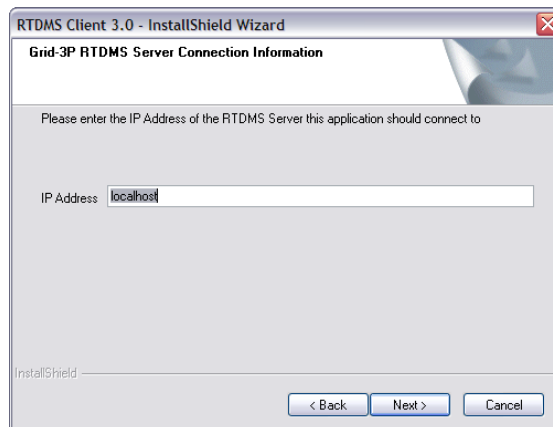 RTDMS Client 3.0 - InstallShield Wizard
Grid-3P RTDMS Server Connection Information
Please enter the IP Address of the RTDMS Server this application should connect to
IP Address localhost
InstallShield
< Back Next > Cancel